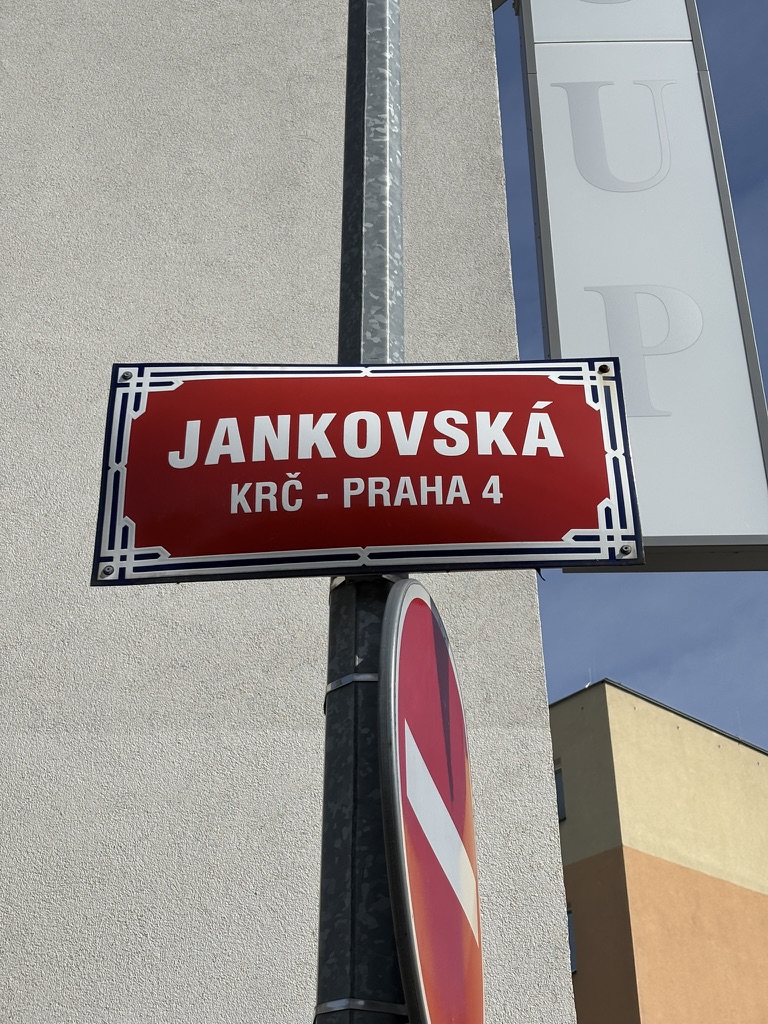 JANKOVSKÁ
KRČ - PRAHA 4
U
P